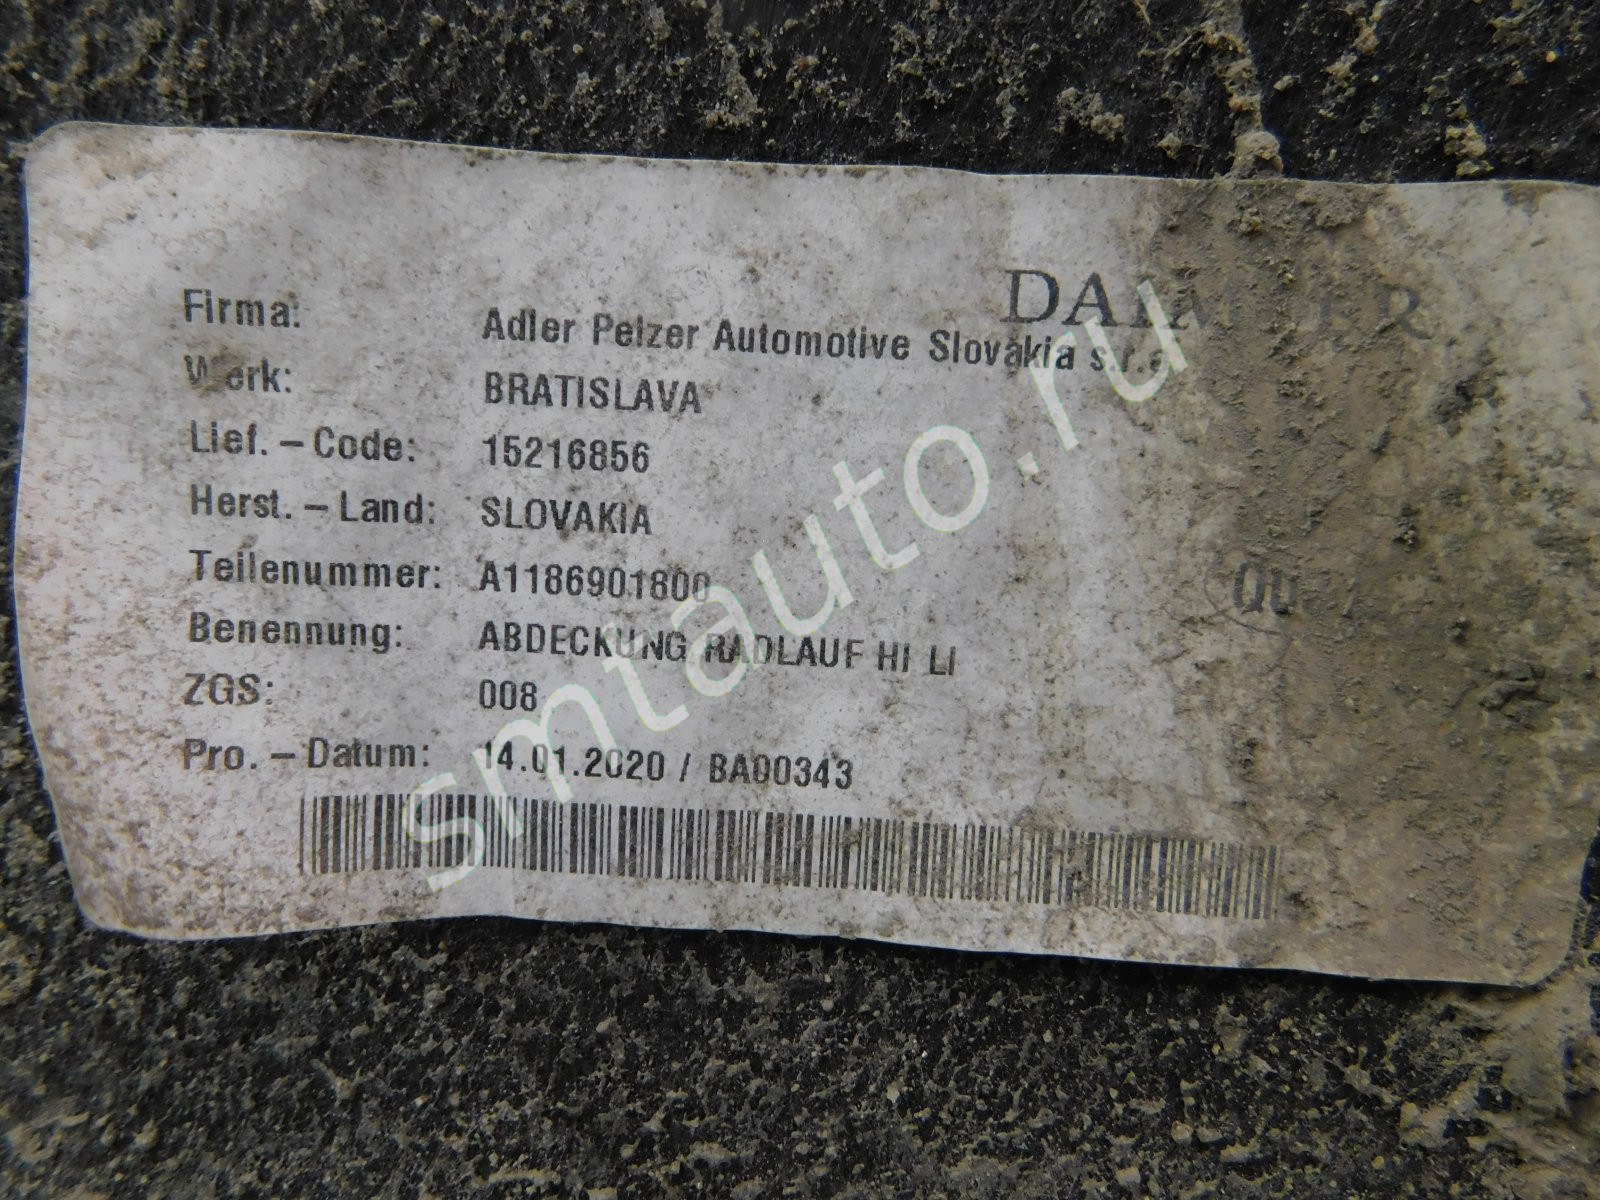 DAIMLER
Firma: Adler Pelzer Automotive Slovakia s.r.o
Werk: BRATISLAVA
Lief. – Code: 15216856
Herst. – Land: SLOVAKIA
Teilenummer: A1186901800
Benennung: ABDECKUNG RADLAUF HI LI
ZGS: 008
Pro. – Datum: 14.01.2020 / BA00343
smtauto.ru